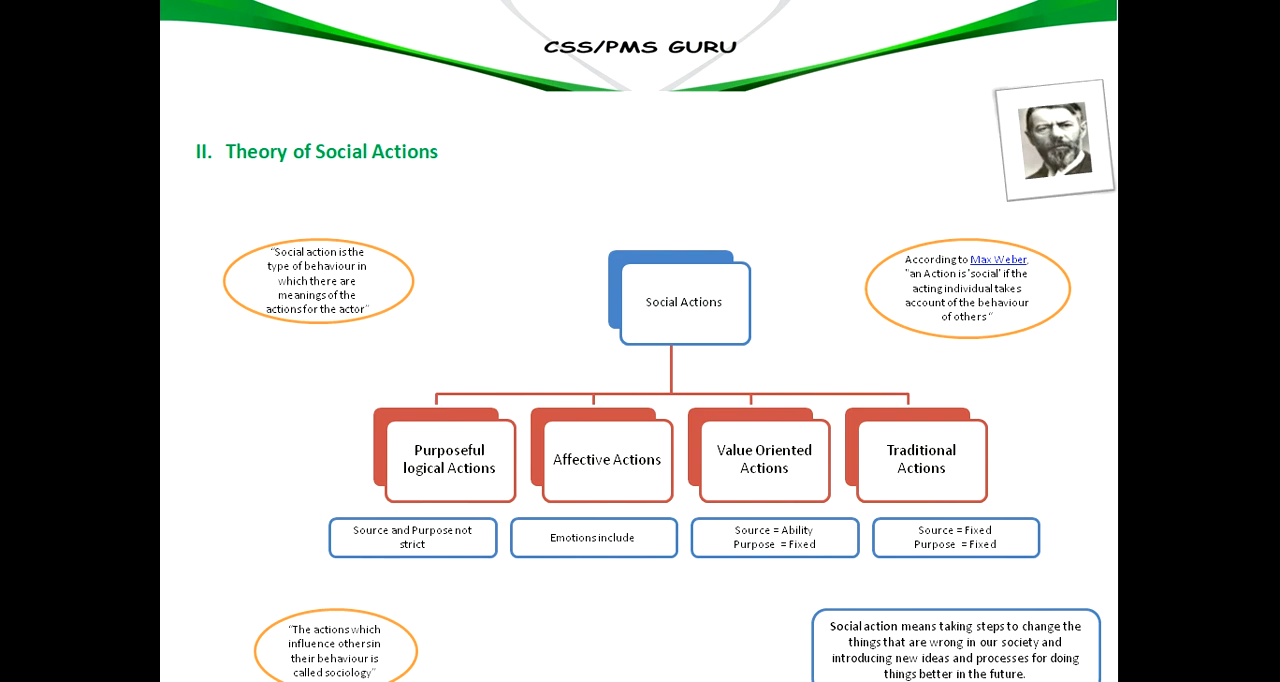 CSS/PMS GURU
II. Theory of Social Actions
“Social action is the
type of behaviour in
which there are
meanings of the
actions for the actor”
Social Actions
According to Max Weber,
"an Action is 'social' if the
acting individual takes
account of the behaviour
of others “
Purposeful
logical Actions
Affective Actions
Value Oriented
Actions
Traditional
Actions
Source and Purpose not
strict
Emotions include
Source = Ability
Purpose = Fixed
Source = Fixed
Purpose = Fixed
“The actions which
influence others in
their behaviour is
called sociology”
Social action means taking steps to change the
things that are wrong in our society and
introducing new ideas and processes for doing
things better in the future.